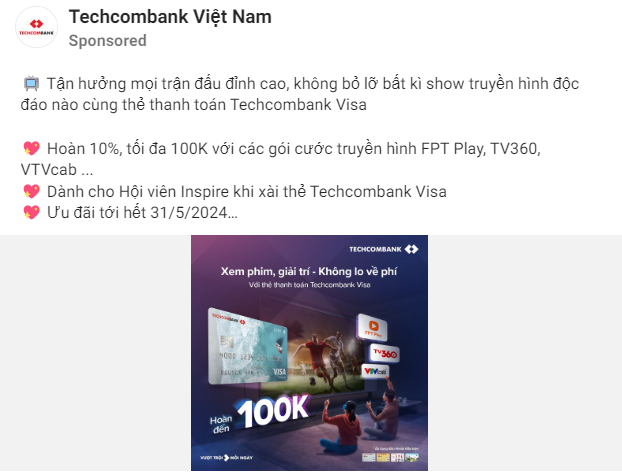 Techcombank Việt Nam
TECHCOMBANK
Sponsored
📺 Tận hưởng mọi trận đấu đỉnh cao, không bỏ lỡ bất kì show truyền hình độc
đáo nào cùng thẻ thanh toán Techcombank Visa
💖 Hoàn 10%, tối đa 100K với các gói cước truyền hình FPT Play, TV360,
VTVcab ...
💖 Dành cho Hội viên Inspire khi xài thẻ Techcombank Visa
💖 Ưu đãi tới hết 31/5/2024...
TECHCOMBANK
Xem phim, giải trí - Không lo về phí
Với thẻ thanh toán Techcombank Visa
TECHCOMBANK
VISA
FPT Play
TV360
VTVcab
Hoàn
đến 100K
VƯỢT TRỘI MỖI NGÀY